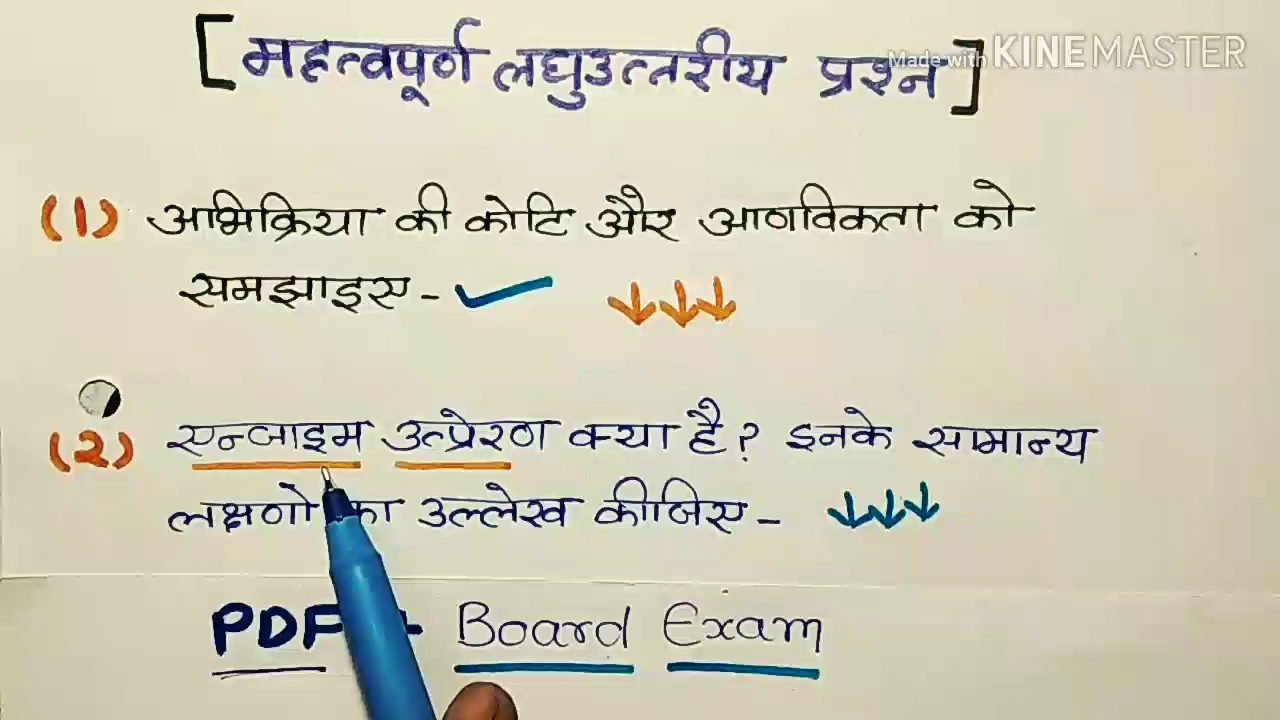 [महत्वपूर्ण लघुउत्तरीय प्रश्न]
Made with KINEMASTER
(1) अभिक्रिया की कोटि और आणविकता को
समझाइए -
(2) एन्जाइम उत्प्रेरण क्या है? इनके सामान्य
लक्षणो का उल्लेख कीजिए -
PDF - Board Exam